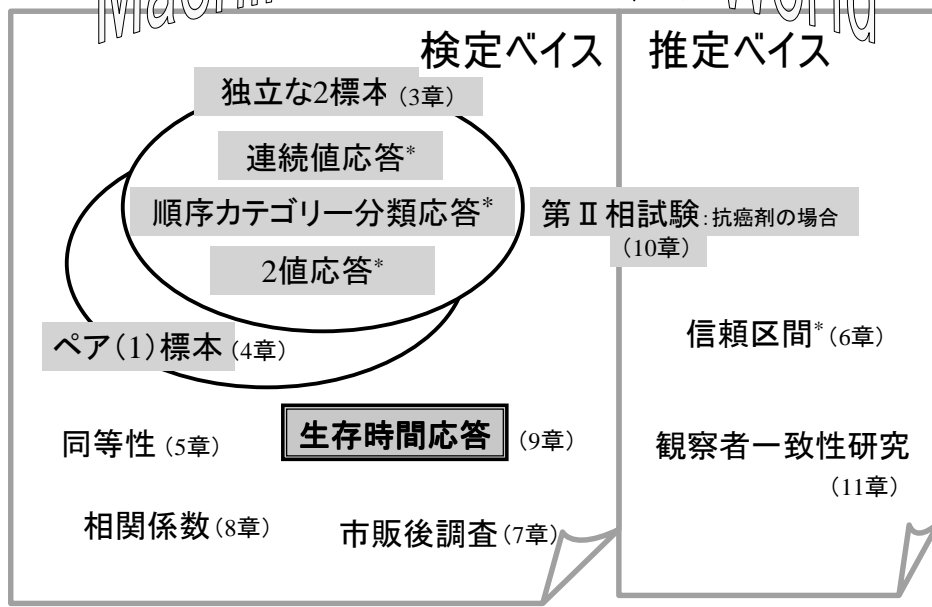 検定ベイス
推定ベイス
独立な2標本（3章）
連続値応答*
順序カテゴリー分類応答*
2値応答*
ペア（1）標本（4章）
第Ⅱ相試験：抗癌剤の場合
（10章）
信頼区間*（6章）
同等性（5章）
生存時間応答（9章）
観察者一致性研究
（11章）
相関係数（8章）
市販後調査（7章）